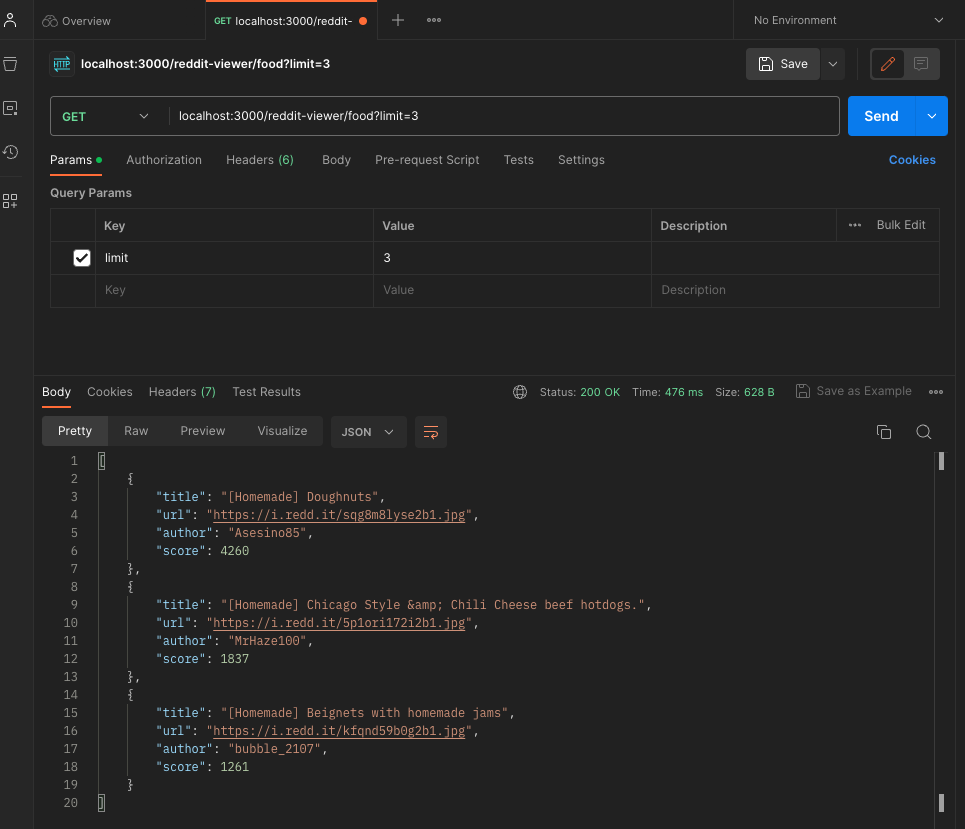 Overview
GET localhost:3000/reddit-
No Environment
HTTP localhost:3000/reddit-viewer/food?limit=3
Save
GET localhost:3000/reddit-viewer/food?limit=3
Send
Params Authorization Headers (6) Body Pre-request Script Tests Settings Cookies
Query Params
Key Value Description Bulk Edit
limit 3
Key Value Description
Body Cookies Headers (7) Test Results Status: 200 OK Time: 476 ms Size: 628 B Save as Example
Pretty Raw Preview Visualize JSON
1 [
2 {
3 "title": "[Homemade] Doughnuts",
4 "url": "https://i.redd.it/sqg8m8lyse2b1.jpg",
5 "author": "Asesino85",
6 "score": 4260
7 },
8 {
9 "title": "[Homemade] Chicago Style &amp; Chili Cheese beef hotdogs.",
10 "url": "https://i.redd.it/5p1ori172i2b1.jpg",
11 "author": "MrHaze100",
12 "score": 1837
13 },
14 {
15 "title": "[Homemade] Beignets with homemade jams",
16 "url": "https://i.redd.it/kfqnd59b0g2b1.jpg",
17 "author": "bubble_2107",
18 "score": 1261
19 }
20 ]